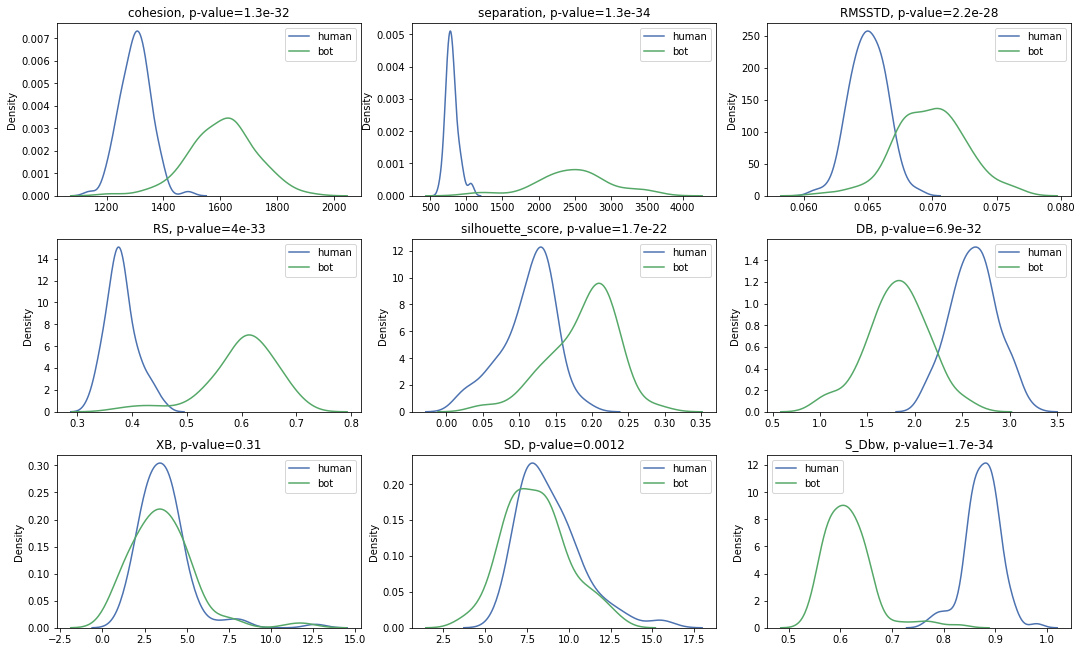 cohesion, p-value=1.3e-32
human
bot
Density
0.007
0.006
0.005
0.004
0.003
0.002
0.001
0.000
1200 1400 1600 1800 2000
separation, p-value=1.3e-34
human
bot
Density
0.005
0.004
0.003
0.002
0.001
0.000
500 1000 1500 2000 2500 3000 3500 4000
RMSSTD, p-value=2.2e-28
human
bot
Density
250
200
150
100
50
0
0.060 0.065 0.070 0.075 0.080
RS, p-value=4e-33
human
bot
Density
14
12
10
8
6
4
2
0
0.3 0.4 0.5 0.6 0.7 0.8
silhouette_score, p-value=1.7e-22
human
bot
Density
12
10
8
6
4
2
0
0.00 0.05 0.10 0.15 0.20 0.25 0.30 0.35
DB, p-value=6.9e-32
human
bot
Density
1.4
1.2
1.0
0.8
0.6
0.4
0.2
0.0
0.5 1.0 1.5 2.0 2.5 3.0 3.5
XB, p-value=0.31
human
bot
Density
0.30
0.25
0.20
0.15
0.10
0.05
0.00
−2.5 0.0 2.5 5.0 7.5 10.0 12.5 15.0
SD, p-value=0.0012
human
bot
Density
0.20
0.15
0.10
0.05
0.00
2.5 5.0 7.5 10.0 12.5 15.0 17.5
S_Dbw, p-value=1.7e-34
human
bot
Density
12
10
8
6
4
2
0
0.5 0.6 0.7 0.8 0.9 1.0